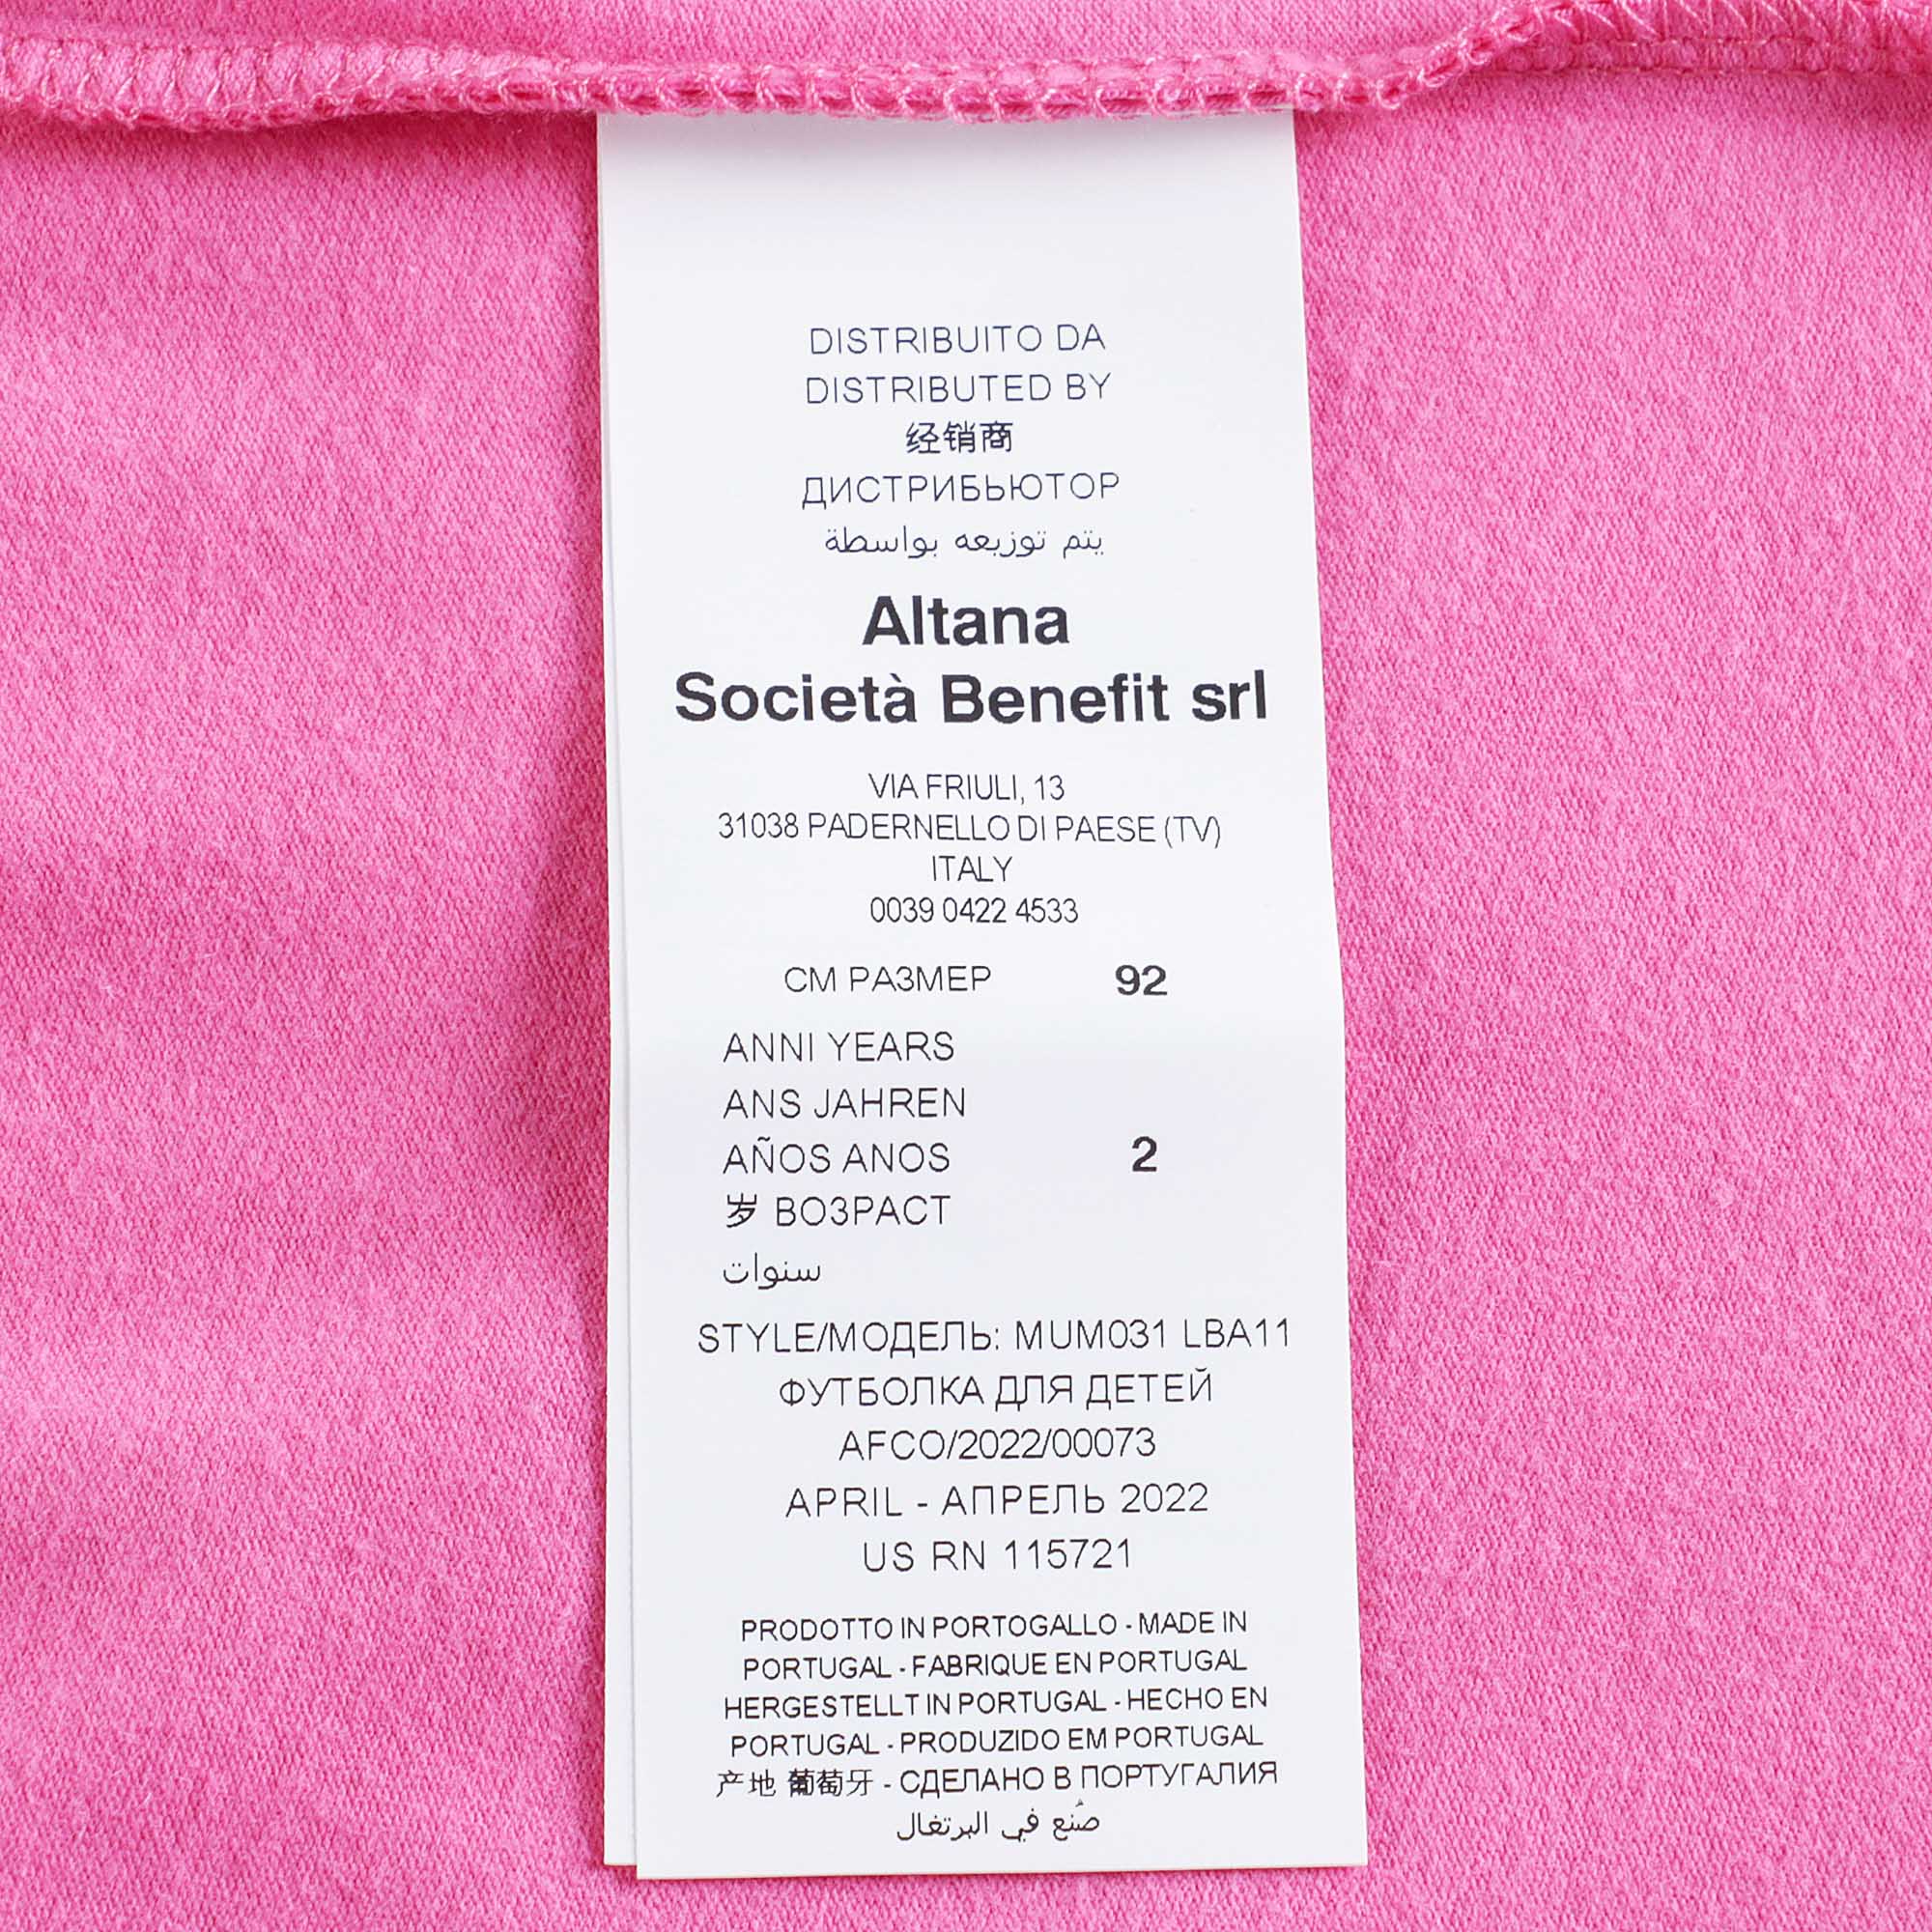 DISTRIBUITO DA
DISTRIBUTED BY
经销商
ДИСТРИБЬЮТОР
يتم توزيعه بواسطة
Altana
Società Benefit srl
VIA FRIULI, 13
31038 PADERNELLO DI PAESE (TV)
ITALY
0039 0422 4533
СМ РАЗМЕР 92
ANNI YEARS
ANS JAHREN
AÑOS ANOS 2
岁 ВОЗРАСТ
سنوات
STYLE/МОДЕЛЬ: MUM031 LBA11
ФУТБОЛКА ДЛЯ ДЕТЕЙ
AFCO/2022/00073
APRIL - АПРЕЛЬ 2022
US RN 115721
PRODOTTO IN PORTOGALLO - MADE IN
PORTUGAL - FABRIQUE EN PORTUGAL
HERGESTELLT IN PORTUGAL - HECHO EN
PORTUGAL - PRODUZIDO EM PORTUGAL
产地 葡萄牙 - СДЕЛАНО В ПОРТУГАЛИЯ
صُنع في البرتغال